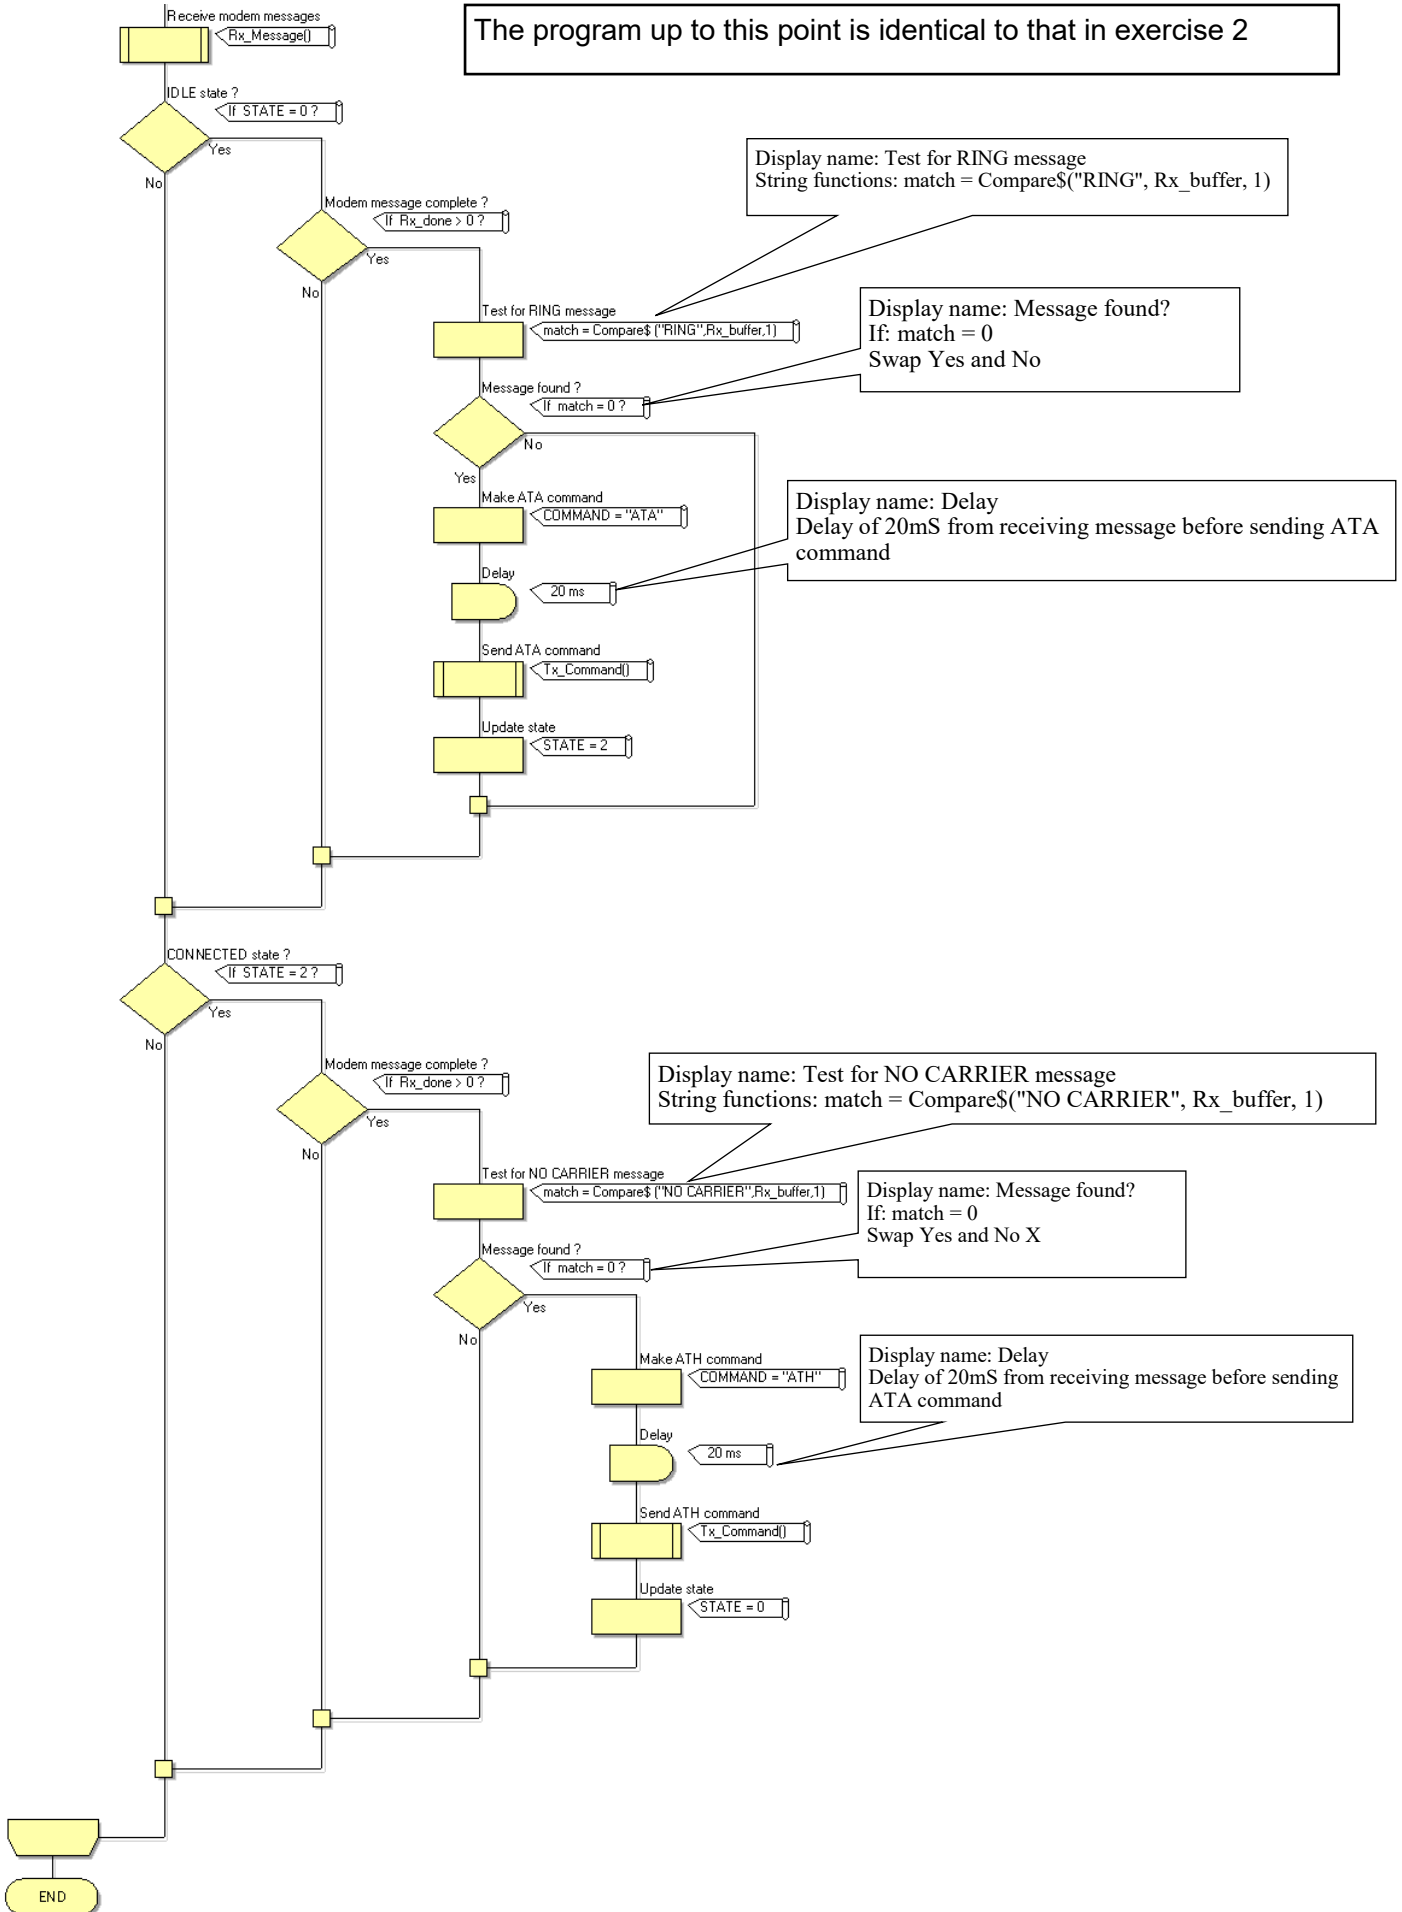 Receive modem messages
Rx_Message()
The program up to this point is identical to that in exercise 2
IDLE state ?
If STATE = 0 ?
Yes
No
Display name: Test for RING message
String functions: match = Compare$("RING", Rx_buffer, 1)
Modem message complete ?
If Rx_done > 0 ?
Yes
No
Test for RING message
match = Compare$ ("RING",Rx_buffer,1)
Display name: Message found?
If: match = 0
Swap Yes and No
Message found ?
If match = 0 ?
No
Yes
Make ATA command
COMMAND = "ATA"
Display name: Delay
Delay of 20mS from receiving message before sending ATA
command
Delay
20 ms
Send ATA command
Tx_Command()
Update state
STATE = 2
CONNECTED state ?
If STATE = 2 ?
Yes
No
Modem message complete ?
If Rx_done > 0 ?
Yes
No
Display name: Test for NO CARRIER message
String functions: match = Compare$("NO CARRIER", Rx_buffer, 1)
Test for NO CARRIER message
match = Compare$ ("NO CARRIER",Rx_buffer,1)
Display name: Message found?
If: match = 0
Swap Yes and No X
Message found ?
If match = 0 ?
Yes
No
Make ATH command
COMMAND = "ATH"
Display name: Delay
Delay of 20mS from receiving message before sending
ATA command
Delay
20 ms
Send ATH command
Tx_Command()
Update state
STATE = 0
END